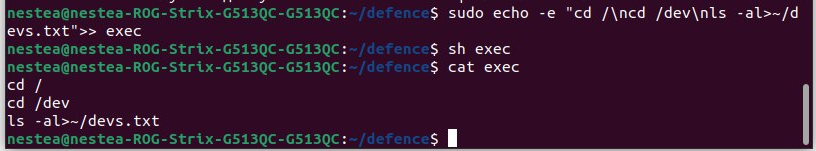 nestea@nestea-ROG-Strix-G513QC-G513QC:~/defence$ sudo echo -e "cd /\ncd /dev\nls -al>~/d
evs.txt">> exec
nestea@nestea-ROG-Strix-G513QC-G513QC:~/defence$ sh exec
nestea@nestea-ROG-Strix-G513QC-G513QC:~/defence$ cat exec
cd /
cd /dev
ls -al>~/devs.txt
nestea@nestea-ROG-Strix-G513QC-G513QC:~/defence$